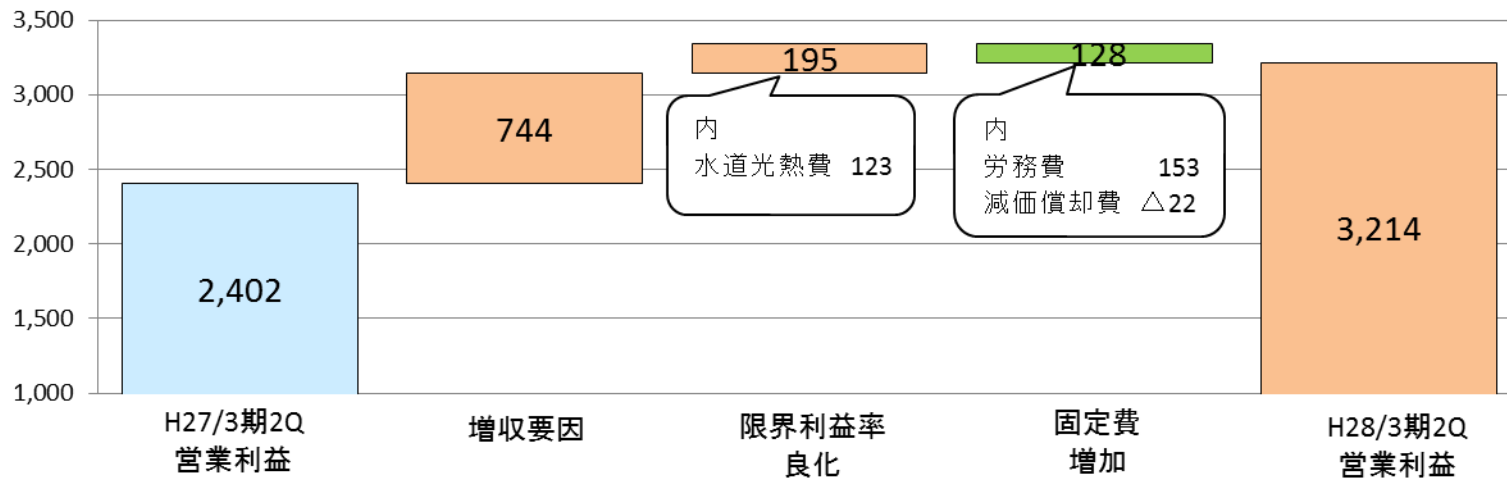 3,500
3,000
2,500
2,000
1,500
1,000
2,402
744
195
内
水道光熱費 123
128
内
労務費 153
減価償却費 △22
3,214
H27/3期2Q
営業利益
増収要因
限界利益率
良化
固定費
増加
H28/3期2Q
営業利益